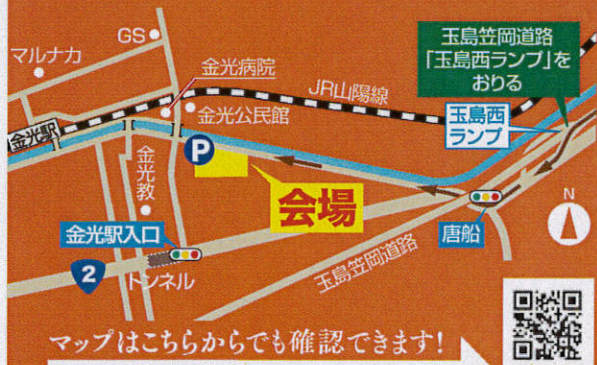 GS
マルナカ
金光病院
JR山陽線
玉島笠岡道路
「玉島西ランプ」を
おりる
金光公民館
玉島西
ランプ
金光駅
P
金光教
会場
N
金光駅入口
唐船
2
トンネル
玉島笠岡道路
マップはこちらからでも確認できます！